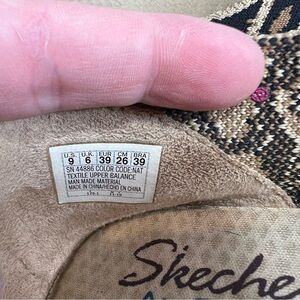 U.S. U.K. EUR CM BRA
9 6 39 26 39
SN 44886 COLOR CODE:NAT
TEXTILE UPPER BALANCE
MAN MADE MATERIAL
MADE IN CHINA/HECHO EN CHINA
Skeche